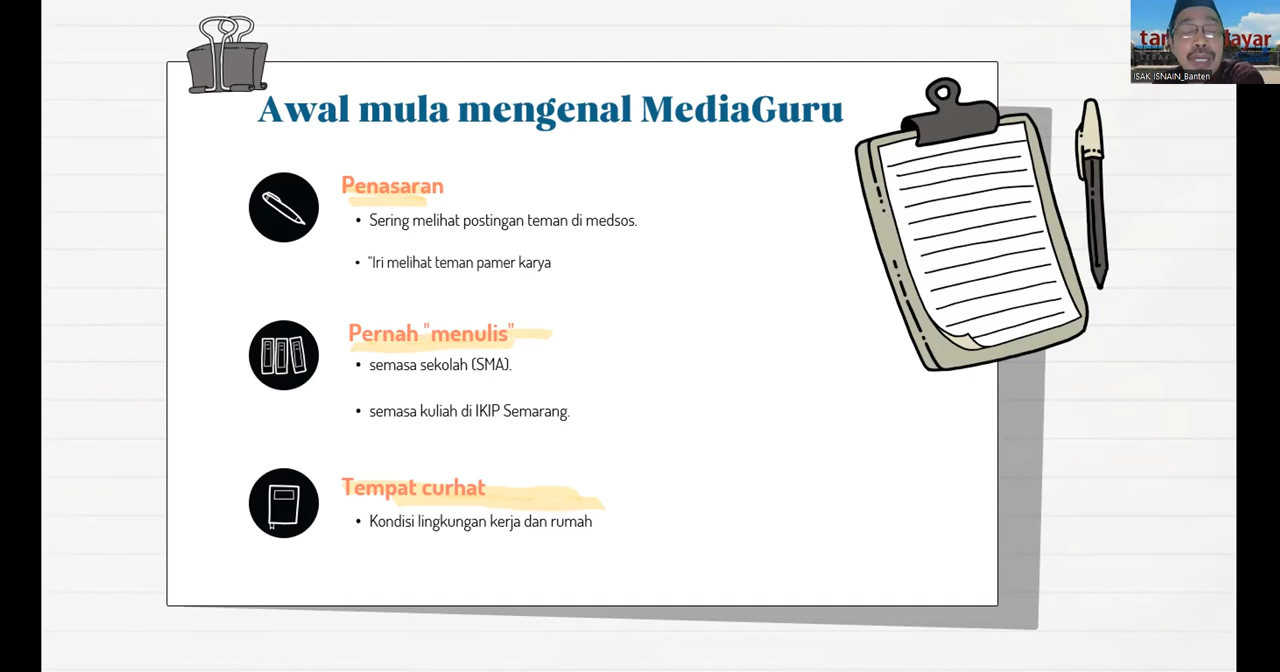 Awal mula mengenal MediaGuru
Penasaran
• Sering melihat postingan teman di medsos.
• "Iri melihat teman pamer karya
Pernah "menulis"
• semasa sekolah (SMA).
• semasa kuliah di IKIP Semarang.
Tempat curhat
• Kondisi lingkungan kerja dan rumah
ISAK ISNAIN_Banten